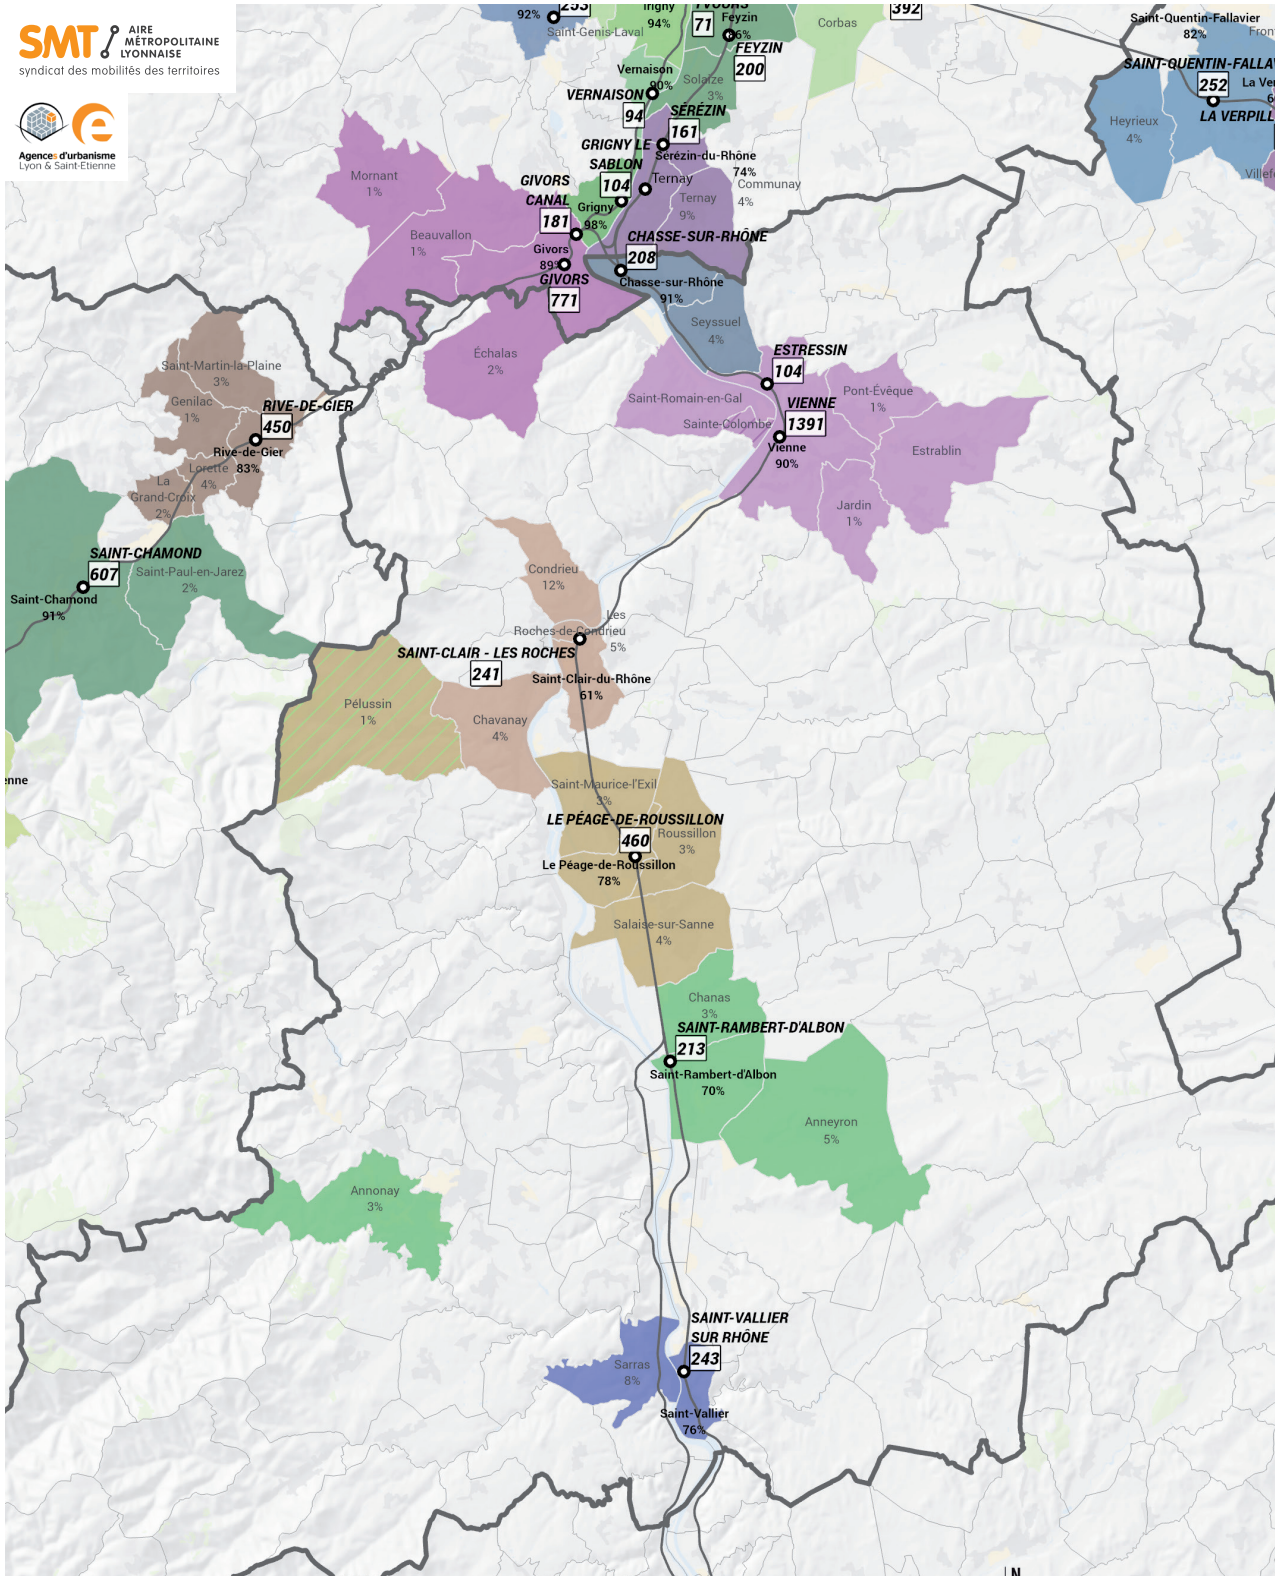 SMT
AIRE
MÉTROPOLITAINE
LYONNAISE
syndicat des mobilités des territoires
Agences d'urbanisme
Lyon & Saint-Etienne
92%
253
Saint-Genis-Laval
Irigny
94%
71
Feyzin
FEYZIN
200
Corbas
392
Saint-Quentin-Fallavier
82%
SAINT-QUENTIN-FALLAV
252
LA VERPILL
Heyrieux
4%
Vernaison
90%
VERNAISON
94
Solaize
3%
SÉRÉZIN
161
Sérézin-du-Rhône
74%
GRIGNY LE
SABLON
104
Ternay
Ternay
9%
Communay
4%
GIVORS
CANAL
181
Grigny
98%
Mornant
1%
Beauvallon
1%
Givors
89%
GIVORS
771
CHASSE-SUR-RHÔNE
208
Chasse-sur-Rhône
91%
Seyssuel
4%
Échalas
2%
ESTRESSIN
104
Saint-Romain-en-Gal
Sainte-Colombe
VIENNE
1391
Vienne
90%
Pont-Évêque
1%
Estrablin
Jardin
1%
Saint-Martin-la-Plaine
3%
Genilac
1%
RIVE-DE-GIER
450
Rive-de-Gier
83%
Lorette
4%
La
Grand-Croix
2%
SAINT-CHAMOND
607
Saint-Chamond
91%
Saint-Paul-en-Jarez
2%
Condrieu
12%
Les
Roches-de-Condrieu
5%
SAINT-CLAIR - LES ROCHES
241
Saint-Clair-du-Rhône
61%
Pélussin
1%
Chavanay
4%
enne
Saint-Maurice-l'Exil
3%
LE PÉAGE-DE-ROUSSILLON
460
Le Péage-de-Roussillon
78%
Roussillon
3%
Salaise-sur-Sanne
4%
Chanas
3%
SAINT-RAMBERT-D'ALBON
213
Saint-Rambert-d'Albon
70%
Anneyron
5%
Annonay
3%
SAINT-VALLIER
SUR RHÔNE
243
Sarras
8%
Saint-Vallier
76%
N